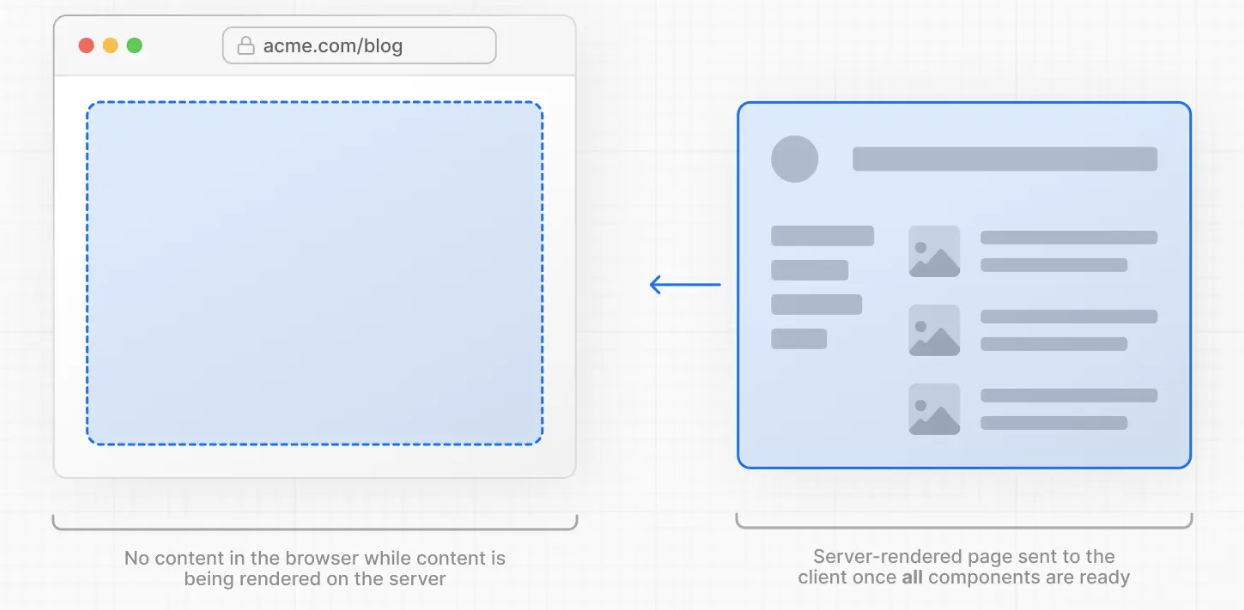 acme.com/blog
No content in the browser while content is
being rendered on the server
Server-rendered page sent to the
client once all components are ready